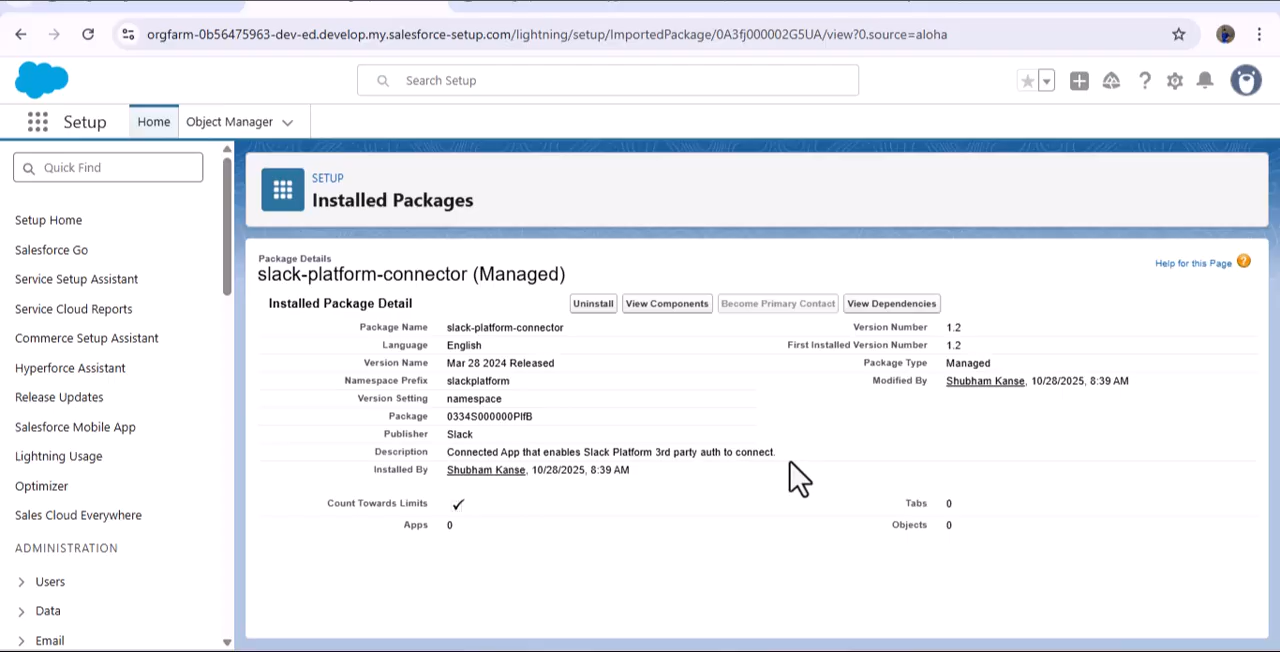 orgfarm-0b56475963-dev-ed.develop.my.salesforce-setup.com/lightning/setup/ImportedPackage/0A3fj000002G5UA/view?0.source=aloha
Search Setup
Setup
Home
Object Manager
Quick Find
Setup Home
Salesforce Go
Service Setup Assistant
Service Cloud Reports
Commerce Setup Assistant
Hyperforce Assistant
Release Updates
Salesforce Mobile App
Lightning Usage
Optimizer
Sales Cloud Everywhere
ADMINISTRATION
Users
Data
Email
SETUP
Installed Packages
Package Details
slack-platform-connector (Managed)
Help for this Page ?
Installed Package Detail
Uninstall View Components Become Primary Contact View Dependencies
Package Name slack-platform-connector Version Number 1.2
Language English First Installed Version Number 1.2
Version Name Mar 28 2024 Released Package Type Managed
Namespace Prefix slackplatform Modified By Shubham Kanse, 10/28/2025, 8:39 AM
Version Setting namespace
Package 0334S000000PlfB
Publisher Slack
Description Connected App that enables Slack Platform 3rd party auth to connect.
Installed By Shubham Kanse, 10/28/2025, 8:39 AM
Count Towards Limits ✓ Tabs 0
Apps 0 Objects 0